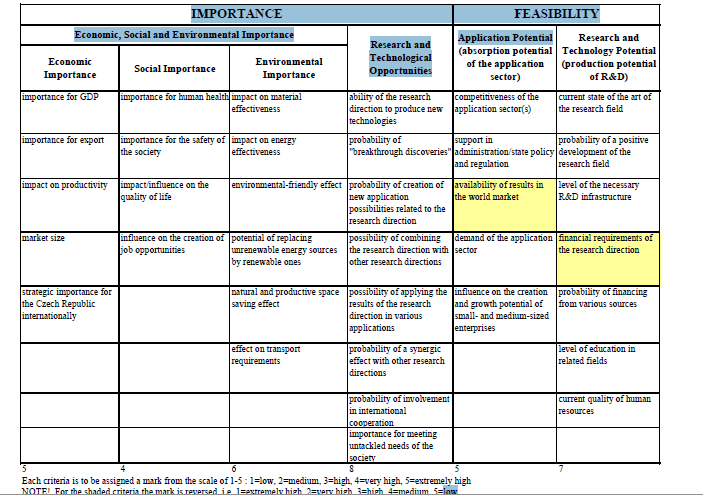 IMPORTANCE
FEASIBILITY
Economic, Social and Environmental Importance
Research and
Technological
Opportunities
Application Potential
(absorption potential
of the application
sector)
Research and
Technology Potential
(production potential
of R&D)
Economic
Importance
Social Importance
Environmental
Importance
importance for GDP
importance for human health
impact on material
effectiveness
ability of the research
direction to produce new
technologies
competitiveness of the
application sector(s)
current state of the art of
the research field
importance for export
importance for the safety of
the society
impact on energy
effectiveness
probability of
"breakthrough discoveries"
support in
administration/state policy
and regulation
probability of a positive
development of the
research field
impact on productivity
impact/influence on the
quality of life
environmental-friendly effect
probability of creation of
new application
possibilities related to the
research direction
availability of results in
the world market
level of the necessary
R&D infrastructure
market size
influence on the creation of
job opportunities
potential of replacing
unrenewable energy sources
by renewable ones
possibility of combining
the research direction with
other research directions
demand of the application
sector
financial requirements of
the research direction
strategic importance for
the Czech Republic
internationally
natural and productive space
saving effect
possibility of applying the
results of the research
direction in various
applications
influence on the creation
and growth potential of
small- and medium-sized
enterprises
probability of financing
from various sources
effect on transport
requirements
probability of a synergic
effect with other research
directions
level of education in
related fields
probability of involvement
in international
cooperation
current quality of human
resources
importance for meeting
untackled needs of the
society
5 4 6 8 5 7
Each criteria is to be assigned a mark from the scale of 1-5 : 1=low, 2=medium, 3=high, 4=very high, 5=extremely high
NOTE! For the shaded criteria the mark is reversed, i.e. 1=extremely high, 2=very high, 3=high, 4=medium, 5=low